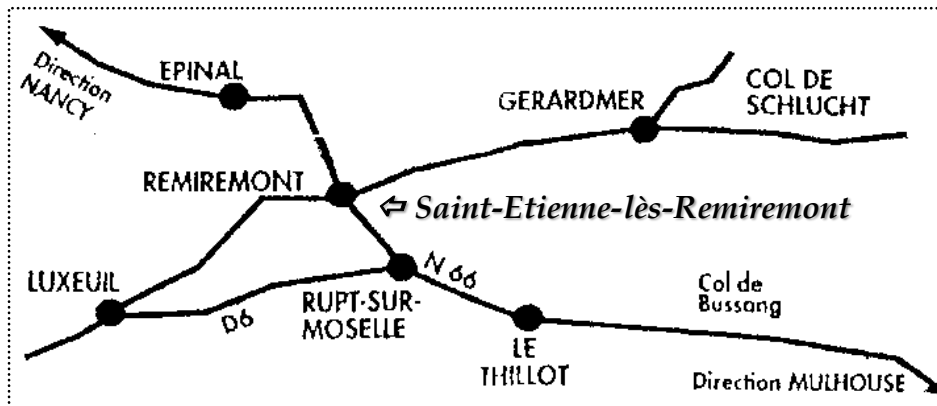 Direction
NANCY
EPINAL
GERARDMER
COL DE
SCHLUCHT
REMIREMONT
⇦ Saint-Etienne-lès-Remiremont
LUXEUIL
D6
RUPT-SUR-
MOSELLE
N 66
LE
THILLOT
Col de
Bussang
Direction MULHOUSE